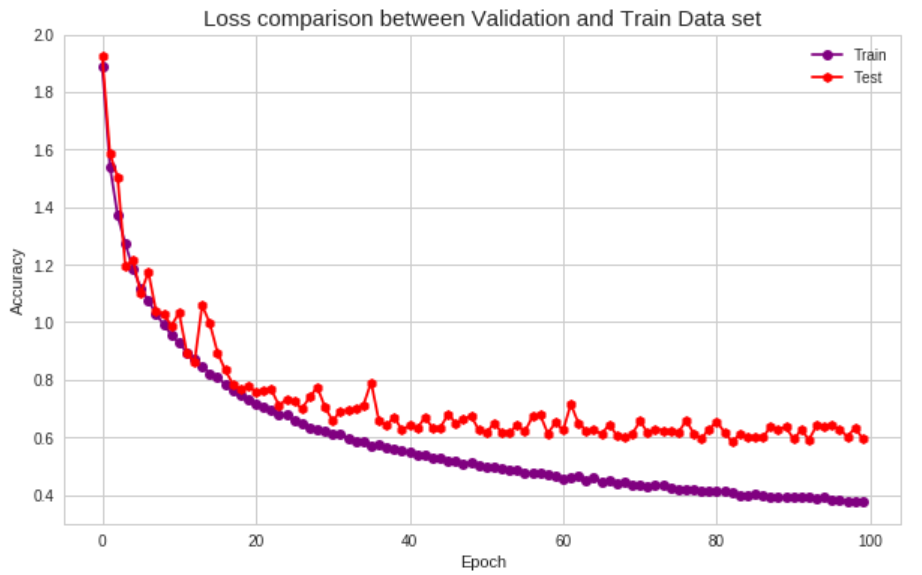 Loss comparison between Validation and Train Data set
2.0
1.8
1.6
1.4
1.2
1.0
0.8
0.6
0.4
Accuracy
Train
Test
0 20 40 60 80 100
Epoch